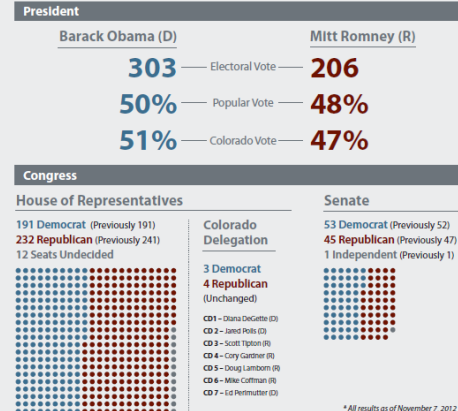 President
Barack Obama (D)
Mitt Romney (R)
303 Electoral Vote 206
50% Popular Vote 48%
51% Colorado Vote 47%
Congress
House of Representatives
191 Democrat (Previously 191)
232 Republican (Previously 241)
12 Seats Undecided
Colorado
Delegation
3 Democrat
4 Republican
(Unchanged)
CD1 – Diana DeGette (D)
CD 2 – Jared Polis (D)
CD 3 – Scott Tipton (R)
CD 4 – Cory Gardner (R)
CD 5 – Doug Lamborn (R)
CD 6 – Mike Coffman (R)
CD 7 – Ed Perlmutter (D)
Senate
53 Democrat (Previously 52)
45 Republican (Previously 47)
1 Independent (Previously 1)
* All results as of November 7, 2012